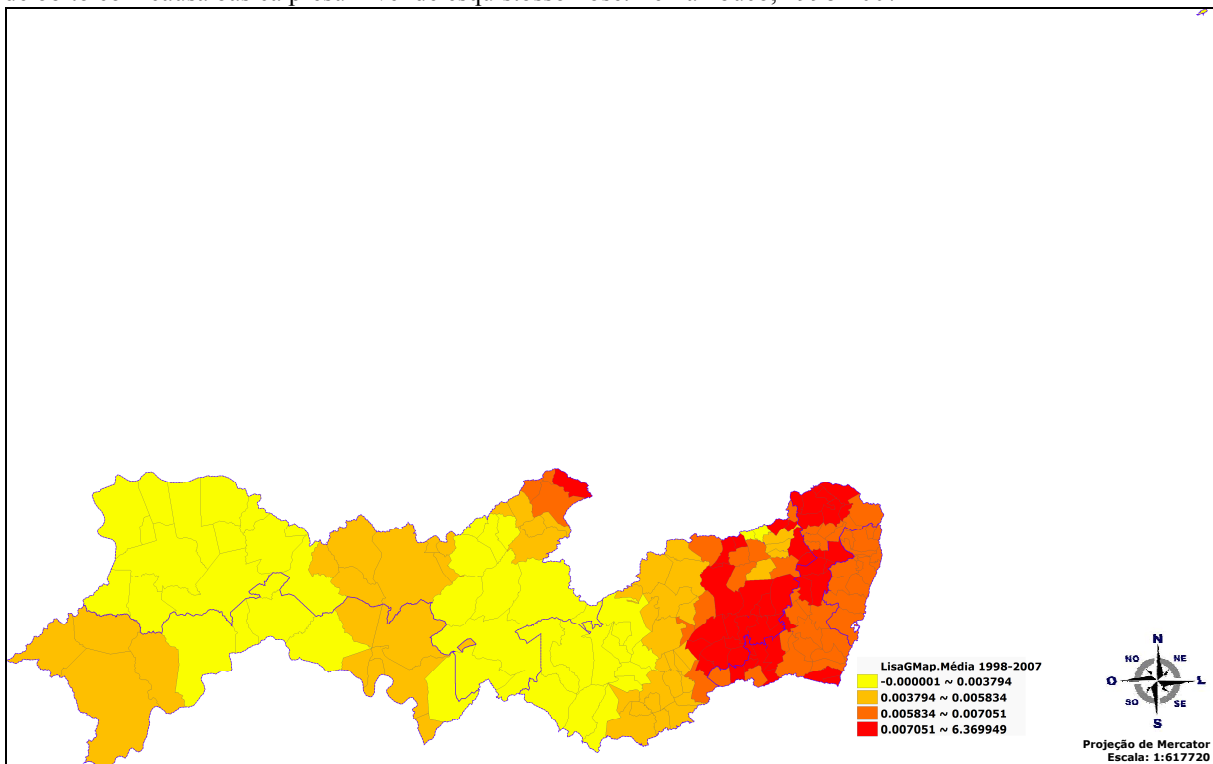 LisaGMap.Média 1998-2007
-0.000001 ~ 0.003794
0.003794 ~ 0.005834
0.005834 ~ 0.007051
0.007051 ~ 6.369949
N
NO NE
O L
SO SE
S
Projeção de Mercator
Escala: 1:617720